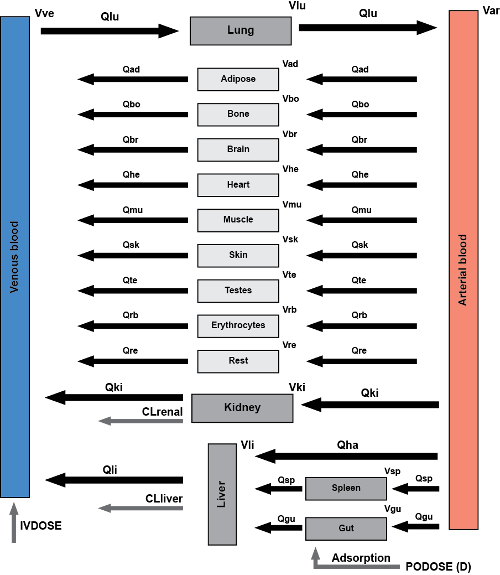 Vve Qlu Vlu Qlu Var
Lung
Vad
Qad Adipose Qad
Vbo
Qbo Bone Qbo
Vbr
Qbr Brain Qbr
Vhe
Qhe Heart Qhe
Vmu
Qmu Muscle Qmu
Vsk
Qsk Skin Qsk
Vte
Qte Testes Qte
Vrb
Qrb Erythrocytes Qrb
Vre
Qre Rest Qre
Venous blood
Arterial blood
Qki Vki Qki
Kidney
CLrenal
Vli Qha
Qli
Liver
CLliver
Vsp
Qsp Spleen Qsp
Vgu
Qgu Gut Qgu
IVDOSE
Adsorption PODOSE (D)